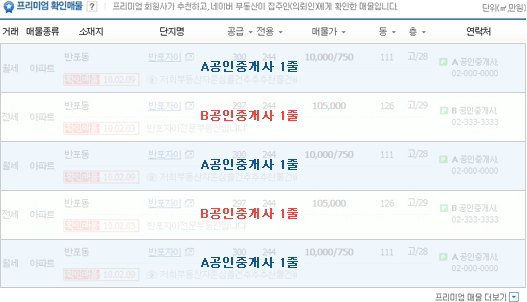 프리미엄 확인매물 ? 프리미엄 회원사가 추천하고, 네이버 부동산이 집주인(의뢰인)에게 확인한 매물입니다. 단위(㎡,만원)
거래 매물종류 소재지 단지명 공급 전용 매물가 동 층 연락처
월세 아파트 반포동 반포자이 200 244 10,000/750 111 고/28 A 공인중개사.
A공인중개사 1줄
확인매물 10.02.09 02-000-0000
전세 아파트 반포동 반포자이 297 244 105,000 126 고/29 B 공인중개사.
B공인중개사 1줄
확인매물 10.02.03 02-333-3333
월세 아파트 반포동 반포자이 200 244 10,000/750 111 고/28 A 공인중개사.
A공인중개사 1줄
확인매물 10.02.09 02-000-0000
전세 아파트 반포동 반포자이 297 244 105,000 126 고/29 B 공인중개사.
B공인중개사 1줄
확인매물 10.02.03 02-333-3333
월세 아파트 반포동 반포자이 200 244 10,000/750 111 고/28 A 공인중개사.
A공인중개사 1줄
확인매물 10.02.09 02-000-0000
프리미엄 매물 더보기